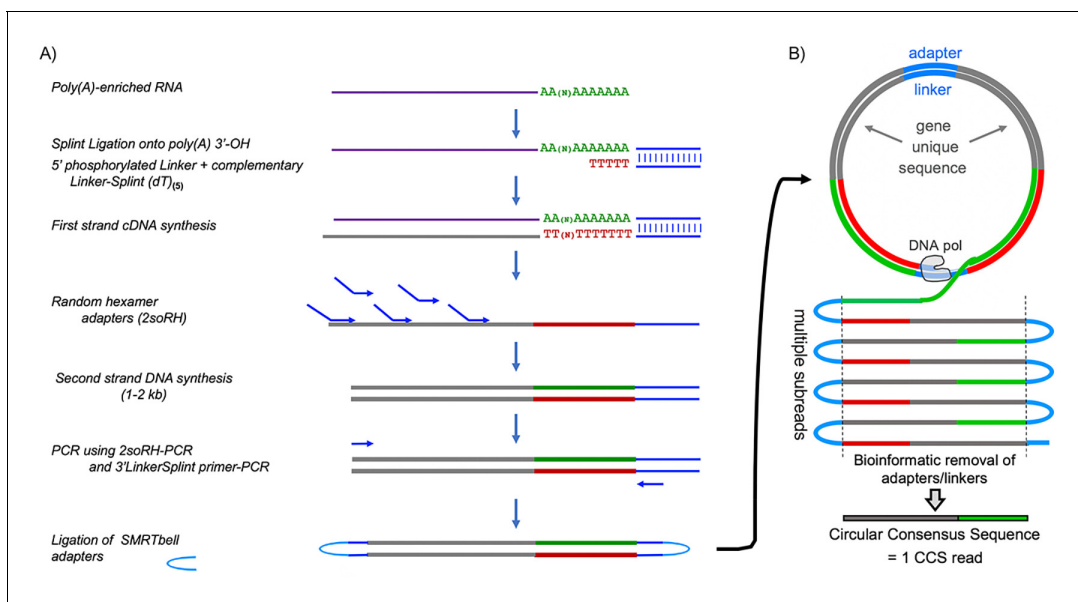 A)
Poly(A)-enriched RNA
AA(N)AAAAAAA
Splint Ligation onto poly(A) 3'-OH
5' phosphorylated Linker + complementary
Linker-Splint (dT)(5)
AA(N)AAAAAAA
TTTTT
First strand cDNA synthesis
AA(N)AAAAAAA
TT(N)TTTTTTT
Random hexamer
adapters (2soRH)
Second strand DNA synthesis
(1-2 kb)
PCR using 2soRH-PCR
and 3'LinkerSplint primer-PCR
Ligation of SMRTbell
adapters
B)
adapter
linker
gene
unique
sequence
DNA pol
multiple subreads
Bioinformatic removal of
adapters/linkers
Circular Consensus Sequence
= 1 CCS read